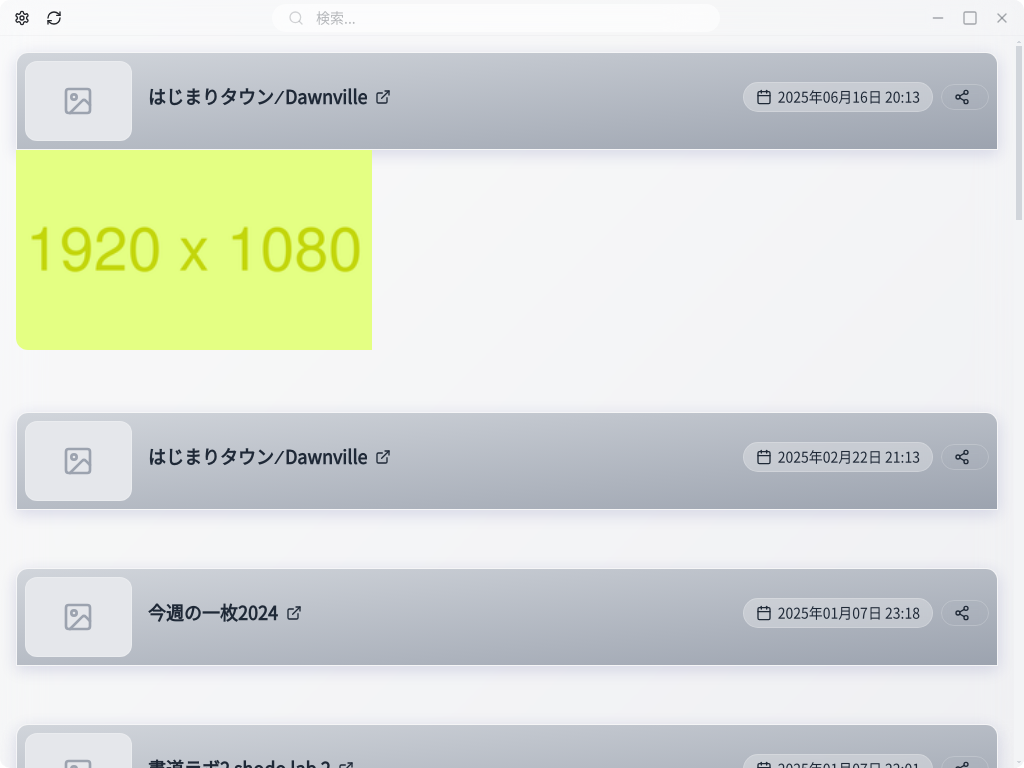 検索...
はじまりタウン⁄Dawnville
2025年06月16日 20:13
1920 x 1080
はじまりタウン⁄Dawnville
2025年02月22日 21:13
今週の一枚2024
2025年01月07日 23:18
書道ラボ2 shodo lab 2
2025年01月07日 22:01